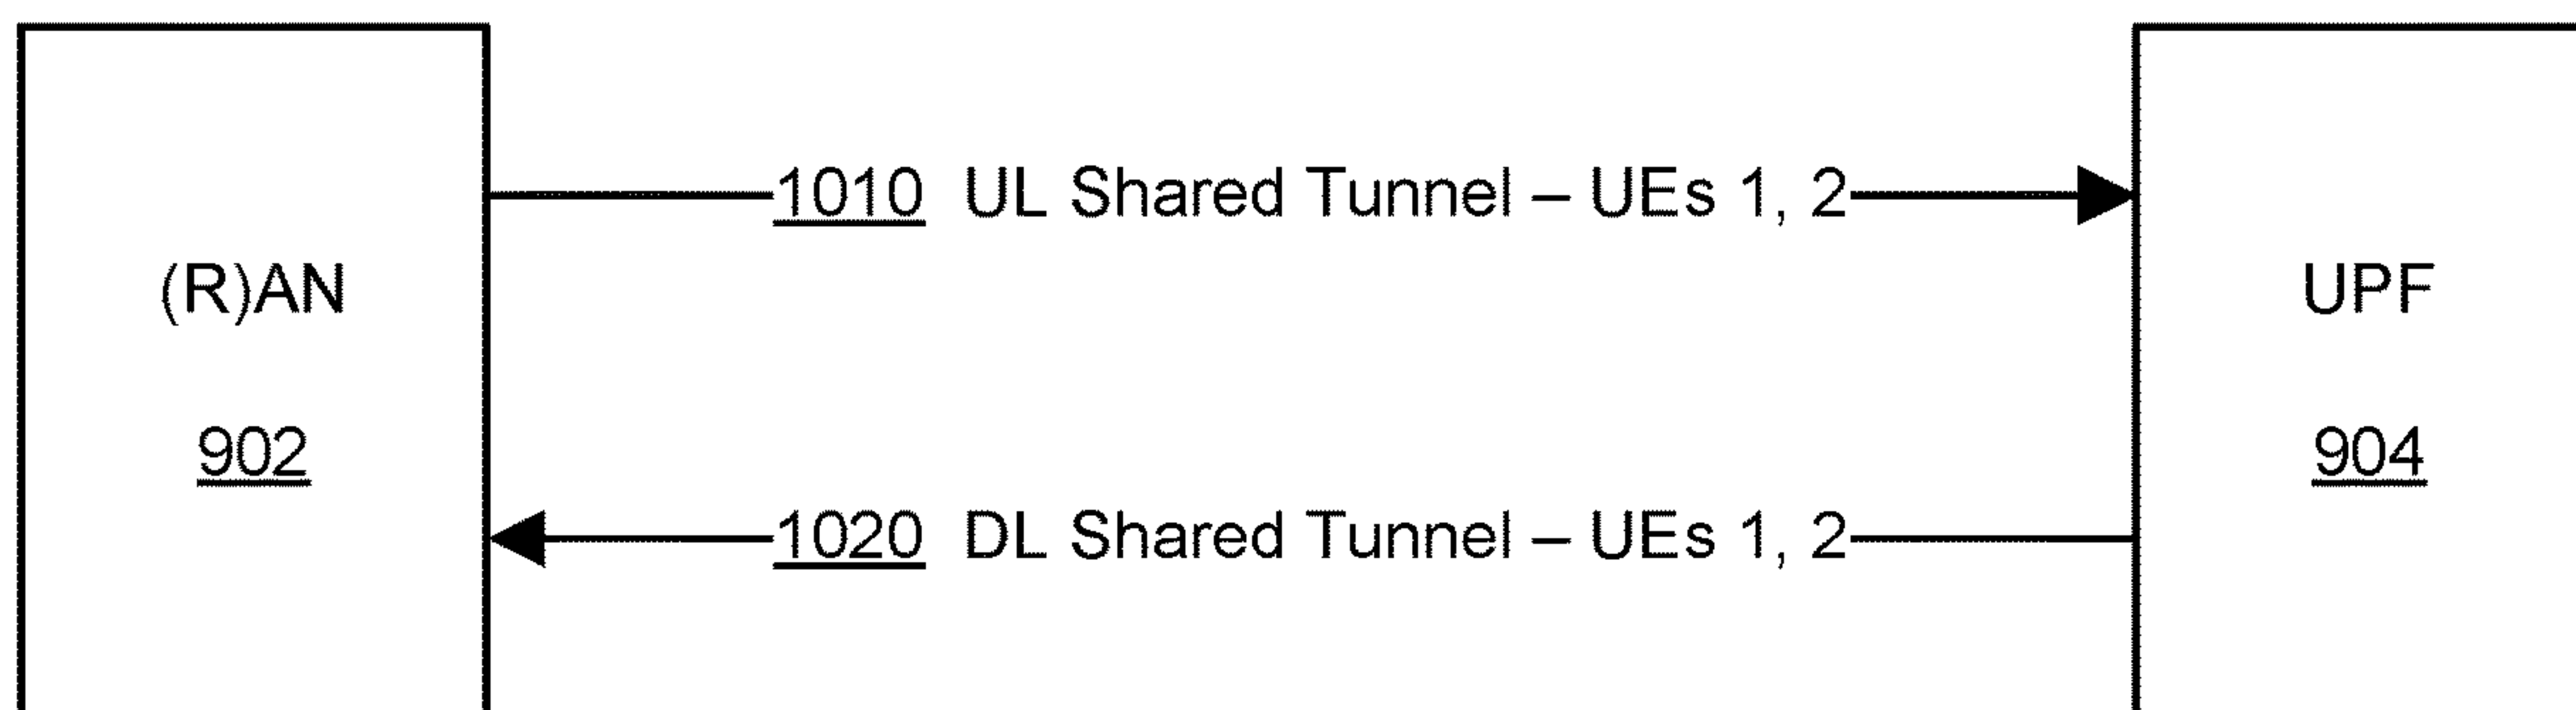 1010 UL Shared Tunnel – UEs 1, 2
(R)AN
UPF
902
904
1020 DL Shared Tunnel – UEs 1, 2